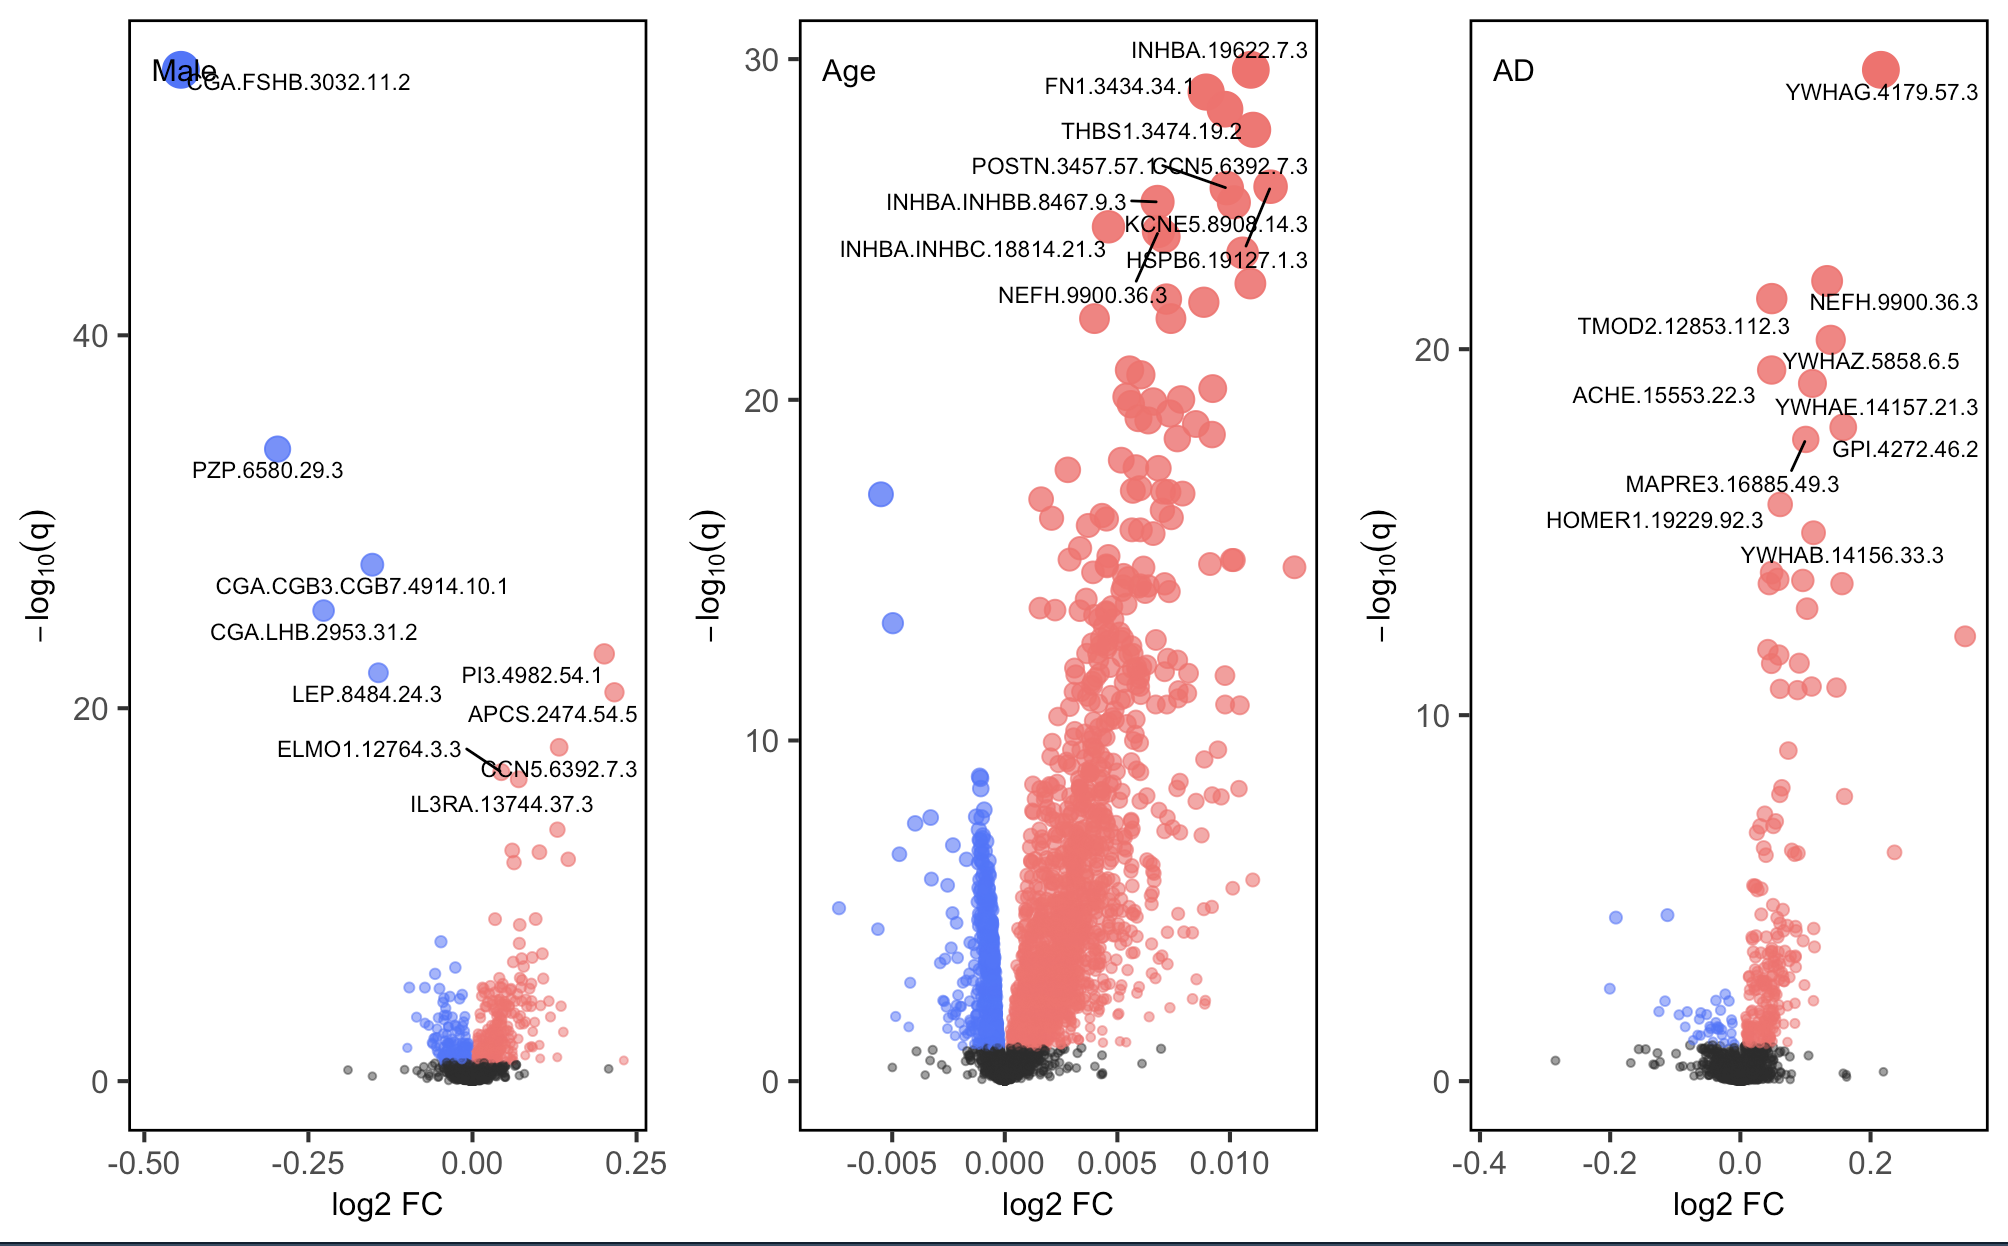 Male
CGA.FSHB.3032.11.2
PZP.6580.29.3
CGA.CGB3.CGB7.4914.10.1
CGA.LHB.2953.31.2
LEP.8484.24.3
PI3.4982.54.1
APCS.2474.54.5
ELMO1.12764.3.3
CCN5.6392.7.3
IL3RA.13744.37.3
40
20
0
−log10(q)
-0.50 -0.25 0.00 0.25
log2 FC
Age
INHBA.19622.7.3
FN1.3434.34.1
THBS1.3474.19.2
POSTN.3457.57.1
CCN5.6392.7.3
INHBA.INHBB.8467.9.3
KCNE5.8908.14.3
INHBA.INHBC.18814.21.3
HSPB6.19127.1.3
NEFH.9900.36.3
30
20
10
0
−log10(q)
-0.005 0.000 0.005 0.010
log2 FC
AD
YWHAG.4179.57.3
NEFH.9900.36.3
TMOD2.12853.112.3
YWHAZ.5858.6.5
ACHE.15553.22.3
YWHAE.14157.21.3
GPI.4272.46.2
MAPRE3.16885.49.3
HOMER1.19229.92.3
YWHAB.14156.33.3
20
10
0
−log10(q)
-0.4 -0.2 0.0 0.2
log2 FC